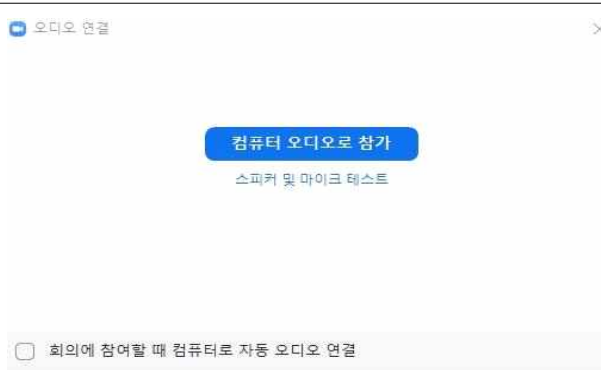 오디오 연결
컴퓨터 오디오로 참가
스피커 및 마이크 테스트
회의에 참여할 때 컴퓨터로 자동 오디오 연결